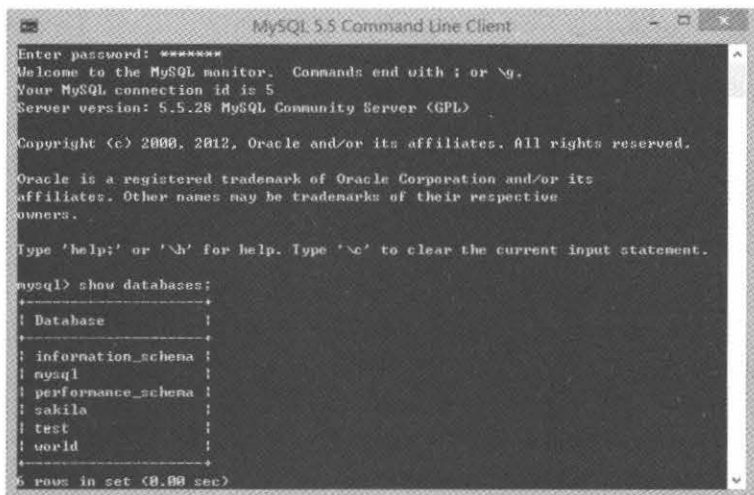 MySQL 5.5 Command Line Client
Enter password: *******
Welcome to the MySQL monitor.  Commands end with ; or \g.
Your MySQL connection id is 5
Server version: 5.5.28 MySQL Community Server (GPL)

Copyright (c) 2000, 2012, Oracle and/or its affiliates. All rights reserved.

Oracle is a registered trademark of Oracle Corporation and/or its
affiliates. Other names may be trademarks of their respective
owners.

Type 'help;' or '\h' for help. Type '\c' to clear the current input statement.

mysql> show databases;
+--------------------+
| Database           |
+--------------------+
| information_schema |
| mysql              |
| performance_schema |
| sakila             |
| test               |
| world              |
+--------------------+
6 rows in set (0.00 sec)